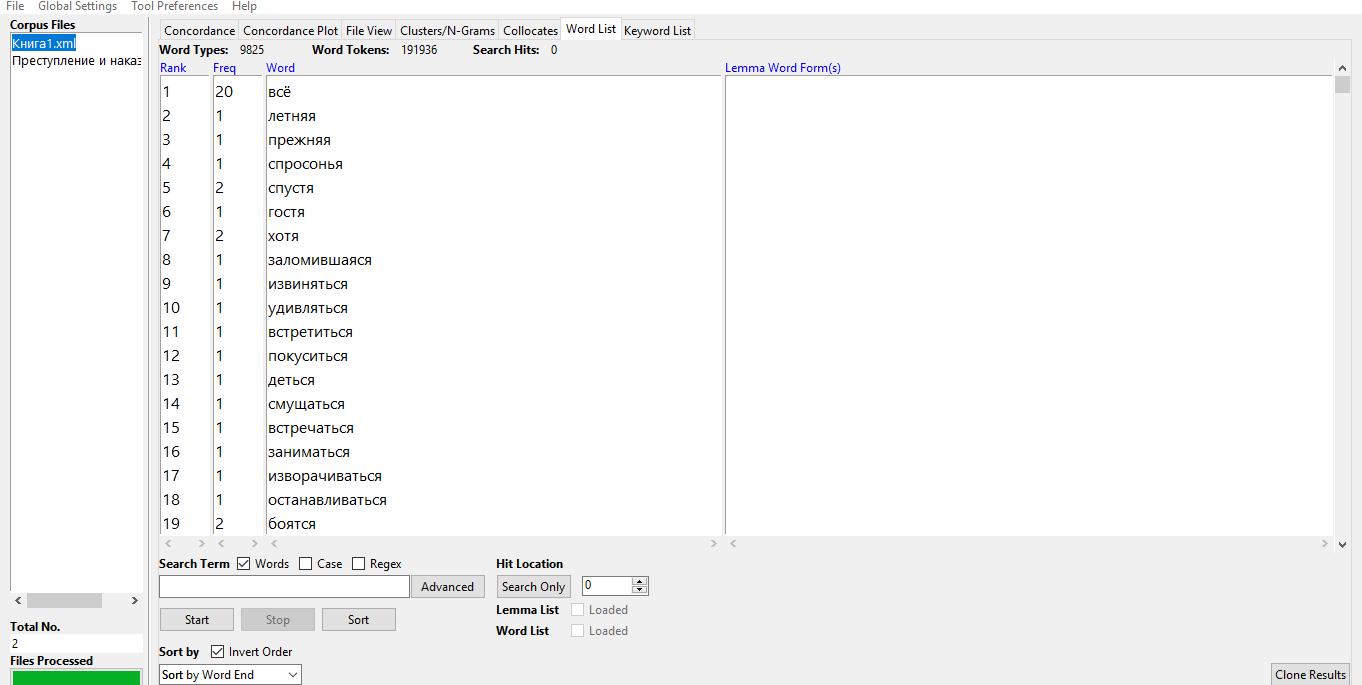 File Global Settings Tool Preferences Help
Corpus Files
Книга1.xml
Преступление и наказ
Total No.
2
Files Processed
Concordance Concordance Plot File View Clusters/N-Grams Collocates Word List Keyword List
Word Types: 9825 Word Tokens: 191936 Search Hits: 0
Rank Freq Word Lemma Word Form(s)
1 20 всё
2 1 летняя
3 1 прежняя
4 1 спросонья
5 2 спустя
6 1 гостя
7 2 хотя
8 1 заломившаяся
9 1 извиняться
10 1 удивляться
11 1 встретиться
12 1 покуситься
13 1 деться
14 1 смущаться
15 1 встречаться
16 1 заниматься
17 1 изворачиваться
18 1 останавливаться
19 2 боятся
Search Term Words Case Regex Hit Location
Advanced Search Only 0
Lemma List Loaded
Start Stop Sort
Word List Loaded
Sort by Invert Order
Sort by Word End
Clone Results